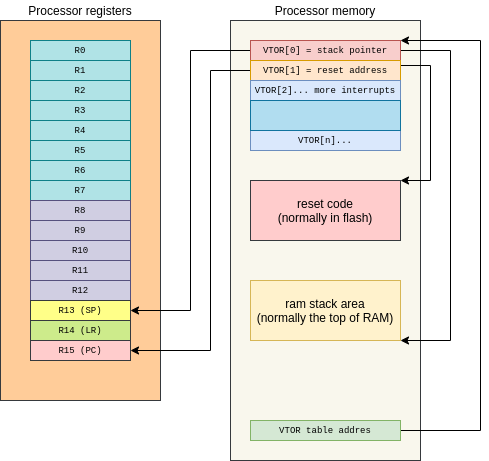 Processor registers
R0
R1
R2
R3
R4
R5
R6
R7
R8
R9
R10
R11
R12
R13 (SP)
R14 (LR)
R15 (PC)
Processor memory
VTOR[0] = stack pointer
VTOR[1] = reset address
VTOR[2]... more interrupts
VTOR[n]...
reset code
(normally in flash)
ram stack area
(normally the top of RAM)
VTOR table addres